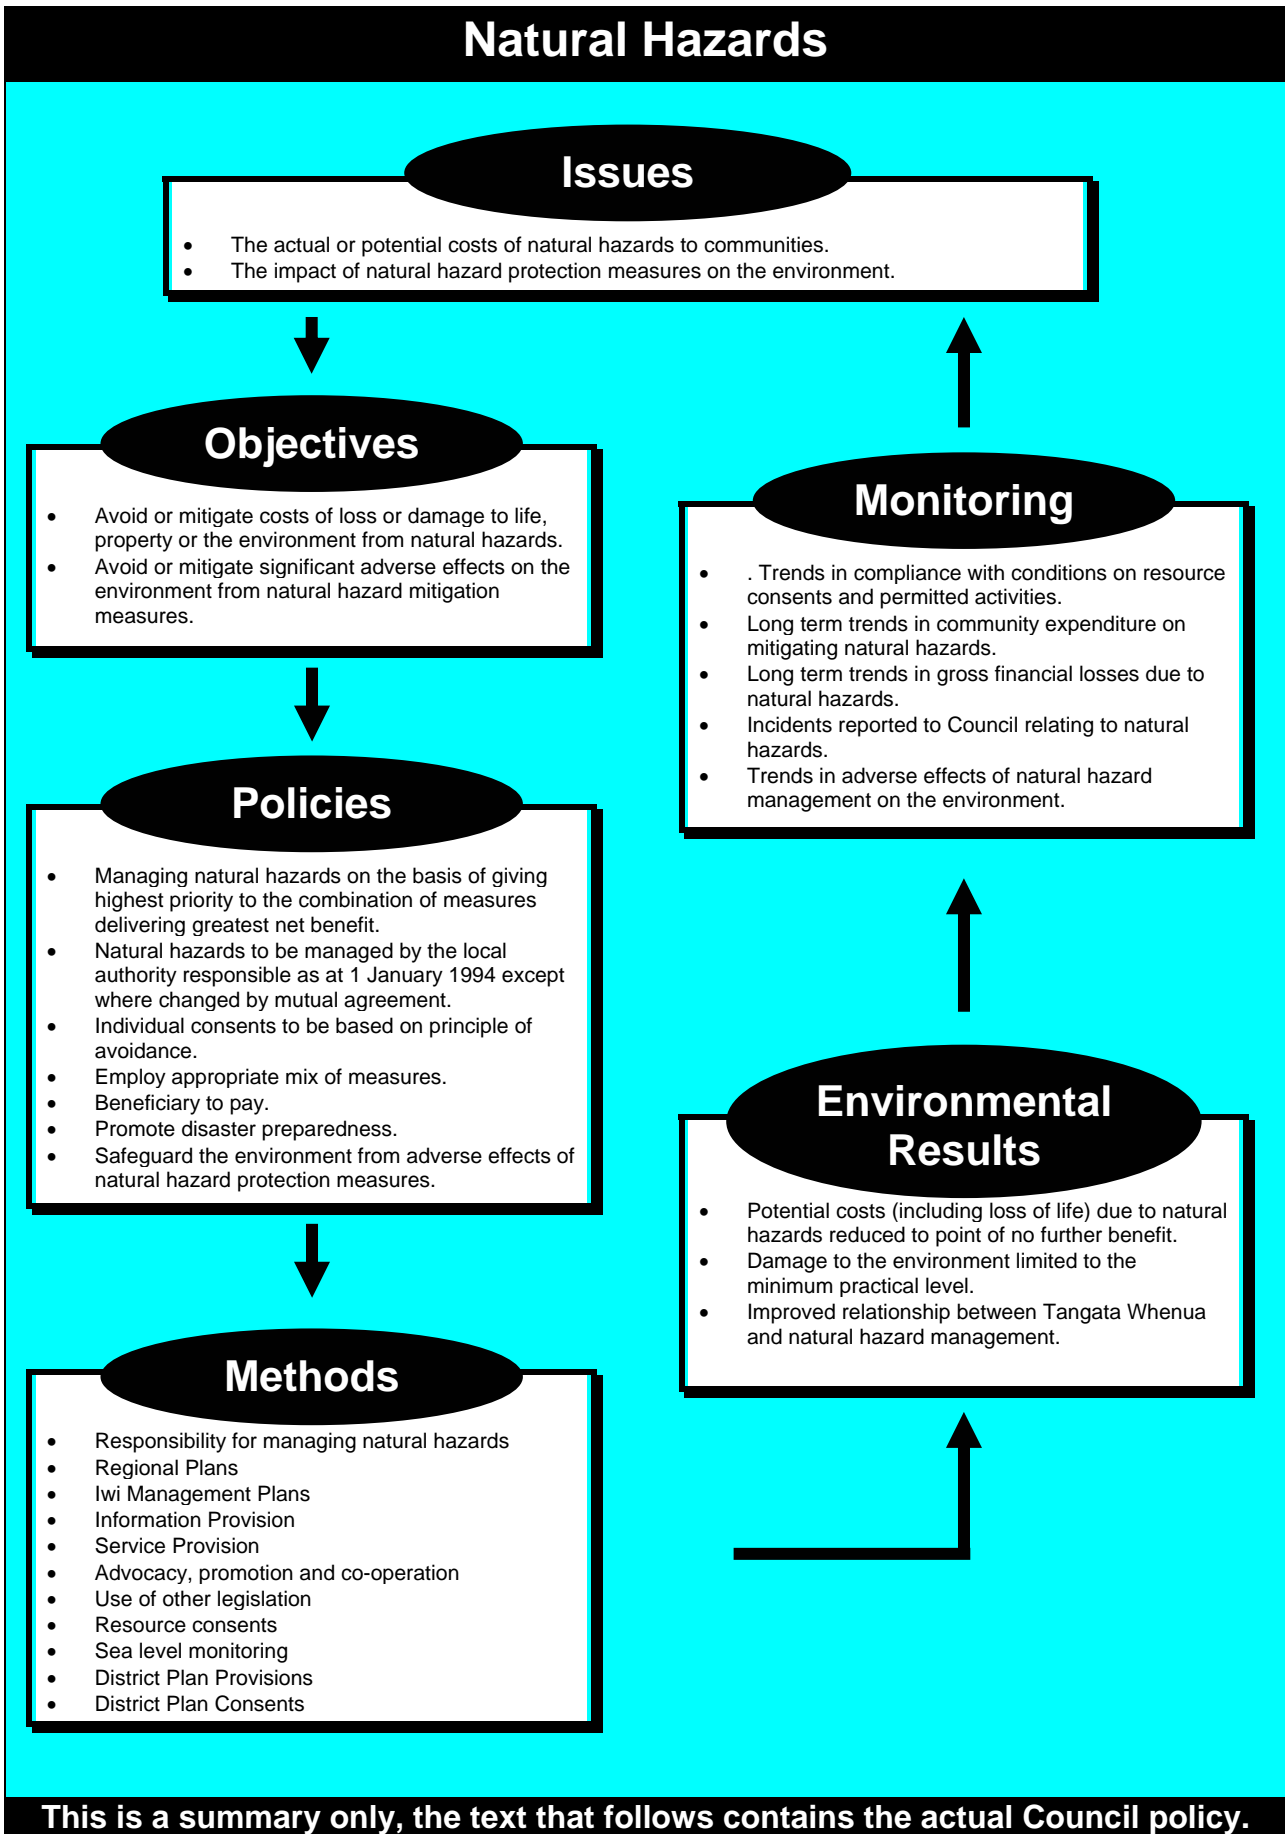 Natural Hazards
Issues
• The actual or potential costs of natural hazards to communities.
• The impact of natural hazard protection measures on the environment.
Objectives
• Avoid or mitigate costs of loss or damage to life,
property or the environment from natural hazards.
• Avoid or mitigate significant adverse effects on the
environment from natural hazard mitigation
measures.
Policies
• Managing natural hazards on the basis of giving
highest priority to the combination of measures
delivering greatest net benefit.
• Natural hazards to be managed by the local
authority responsible as at 1 January 1994 except
where changed by mutual agreement.
• Individual consents to be based on principle of
avoidance.
• Employ appropriate mix of measures.
• Beneficiary to pay.
• Promote disaster preparedness.
• Safeguard the environment from adverse effects of
natural hazard protection measures.
Methods
• Responsibility for managing natural hazards
• Regional Plans
• Iwi Management Plans
• Information Provision
• Service Provision
• Advocacy, promotion and co-operation
• Use of other legislation
• Resource consents
• Sea level monitoring
• District Plan Provisions
• District Plan Consents
Monitoring
• . Trends in compliance with conditions on resource
consents and permitted activities.
• Long term trends in community expenditure on
mitigating natural hazards.
• Long term trends in gross financial losses due to
natural hazards.
• Incidents reported to Council relating to natural
hazards.
• Trends in adverse effects of natural hazard
management on the environment.
Environmental
Results
• Potential costs (including loss of life) due to natural
hazards reduced to point of no further benefit.
• Damage to the environment limited to the
minimum practical level.
• Improved relationship between Tangata Whenua
and natural hazard management.
This is a summary only, the text that follows contains the actual Council policy.